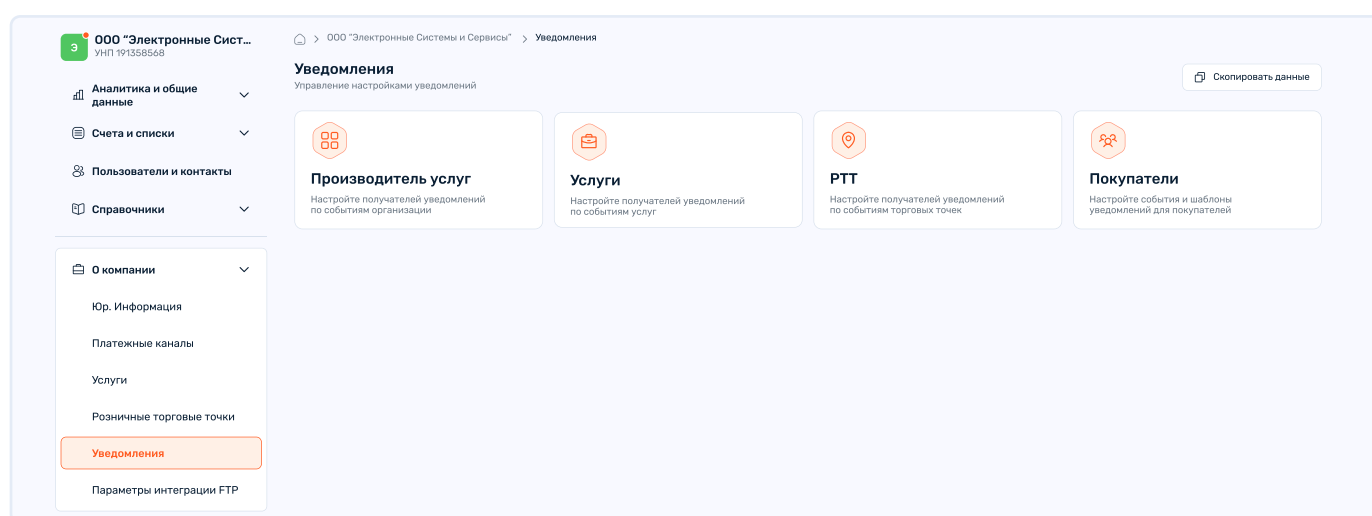 Э
ООО “Электронные Сист...
УНП 191358568
Аналитика и общие
данные
Счета и списки
Пользователи и контакты
Справочники
О компании
Юр. Информация
Платежные каналы
Услуги
Розничные торговые точки
Уведомления
Параметры интеграции FTP
ООО "Электронные Системы и Сервисы" > Уведомления
Уведомления
Управление настройками уведомлений
Скопировать данные
Производитель услуг
Настройте получателей уведомлений
по событиям организации
Услуги
Настройте получателей уведомлений
по событиям услуг
РТТ
Настройте получателей уведомлений
по событиям торговых точек
Покупатели
Настройте события и шаблоны
уведомлений для покупателей